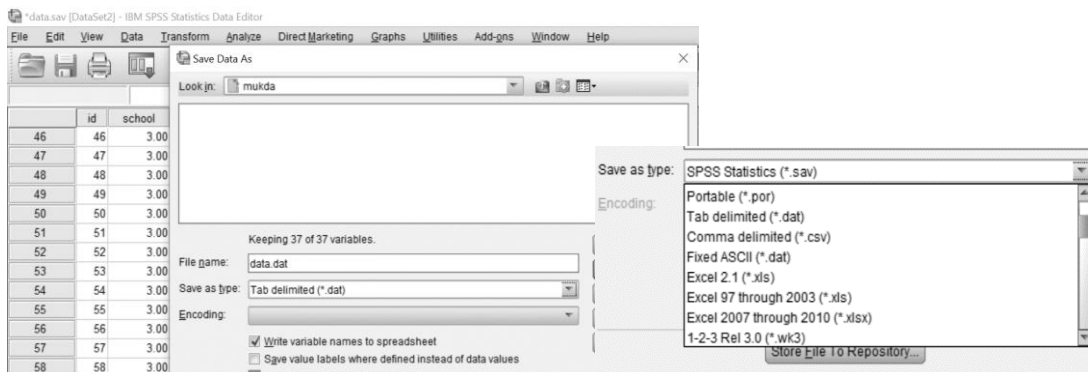 *data.sav [DataSet2] - IBM SPSS Statistics Data Editor
File Edit View Data Transform Analyze Direct Marketing Graphs Utilities Add-ons Window Help
Save Data As
Look in: mukda
id school
46 46 3.00
47 47 3.00
48 48 3.00
49 49 3.00
50 50 3.00
51 51 3.00
52 52 3.00
53 53 3.00
54 54 3.00
55 55 3.00
56 56 3.00
57 57 3.00
58 58 3.00
Keeping 37 of 37 variables.
File name: data.dat
Save as type: Tab delimited (*.dat)
Encoding:
Write variable names to spreadsheet
Save value labels where defined instead of data values
Save as type: SPSS Statistics (*.sav)
Encoding:
Portable (*.por)
Tab delimited (*.dat)
Comma delimited (*.csv)
Fixed ASCII (*.dat)
Excel 2.1 (*.xls)
Excel 97 through 2003 (*.xls)
Excel 2007 through 2010 (*.xlsx)
1-2-3 Rel 3.0 (*.wk3)
Store File To Repository...